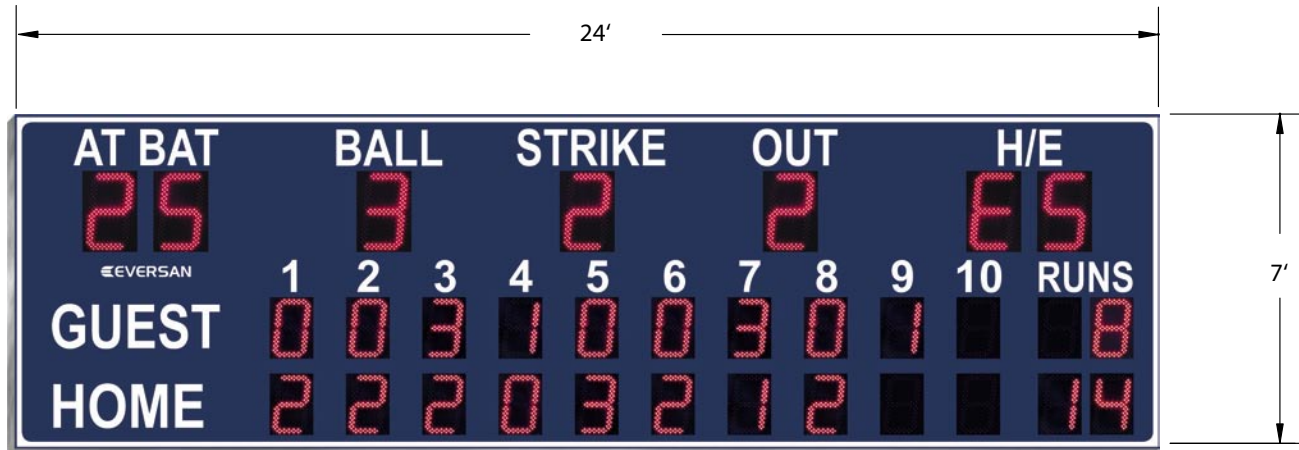 24'
AT BAT BALL STRIKE OUT H/E
25 3 2 2 E5
EVERSAN 1 2 3 4 5 6 7 8 9 10 RUNS
GUEST 0 0 3 1 0 0 3 0 1 8
HOME 2 2 2 0 3 2 1 2 14
7'